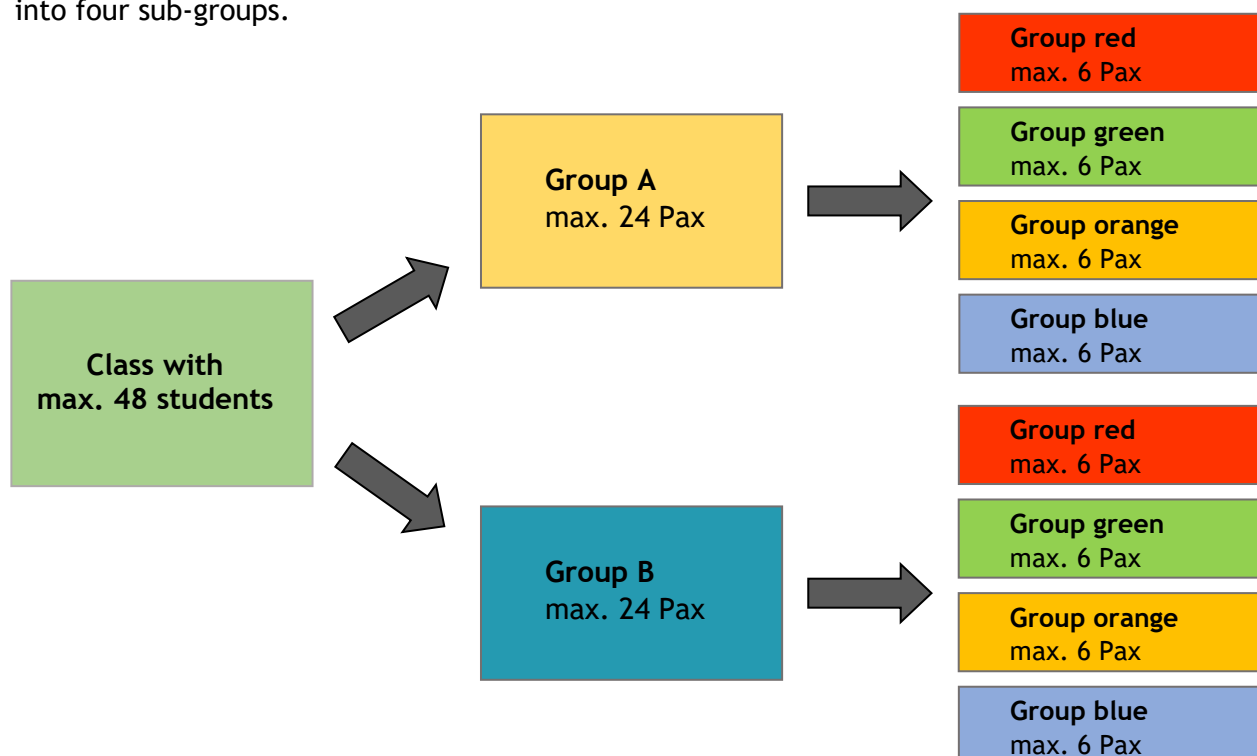 into four sub-groups.
Class with
max. 48 students
Group A
max. 24 Pax
Group red
max. 6 Pax
Group green
max. 6 Pax
Group orange
max. 6 Pax
Group blue
max. 6 Pax
Group B
max. 24 Pax
Group red
max. 6 Pax
Group green
max. 6 Pax
Group orange
max. 6 Pax
Group blue
max. 6 Pax